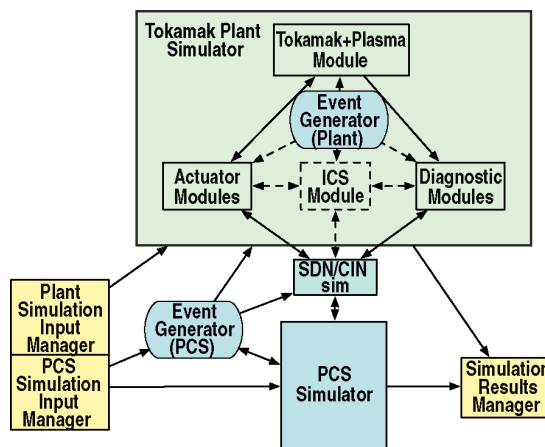 Tokamak Plant
Simulator
Tokamak+Plasma
Module
Event
Generator
(Plant)
Actuator
Modules
ICS
Module
Diagnostic
Modules
SDN/CIN
sim
Plant
Simulation
Input
Manager
Event
Generator
(PCS)
PCS
Simulation
Input
Manager
PCS
Simulator
Simulation
Results
Manager